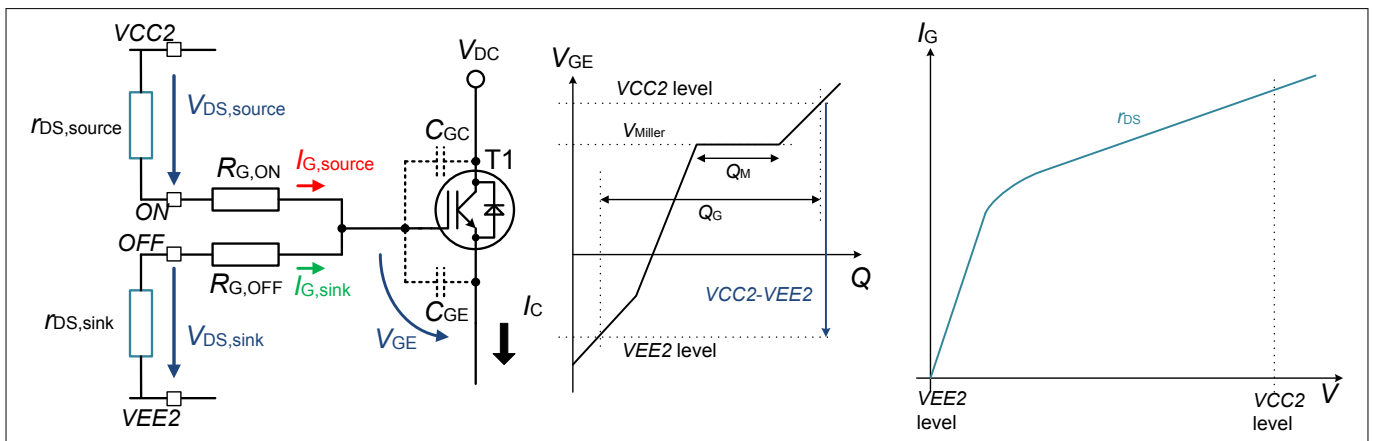 VCC2
VDS,source
rDS,source
RG,ON
IG,source
ON
OFF
RG,OFF
IG,sink
rDS,sink
VDS,sink
VEE2
VDC
CGC
T1
CGE
VGE
IC
VGE
VCC2 level
VMiller
QM
QG
Q
VCC2-VEE2
VEE2 level
IG
rDS
VEE2
level
VCC2
level
V